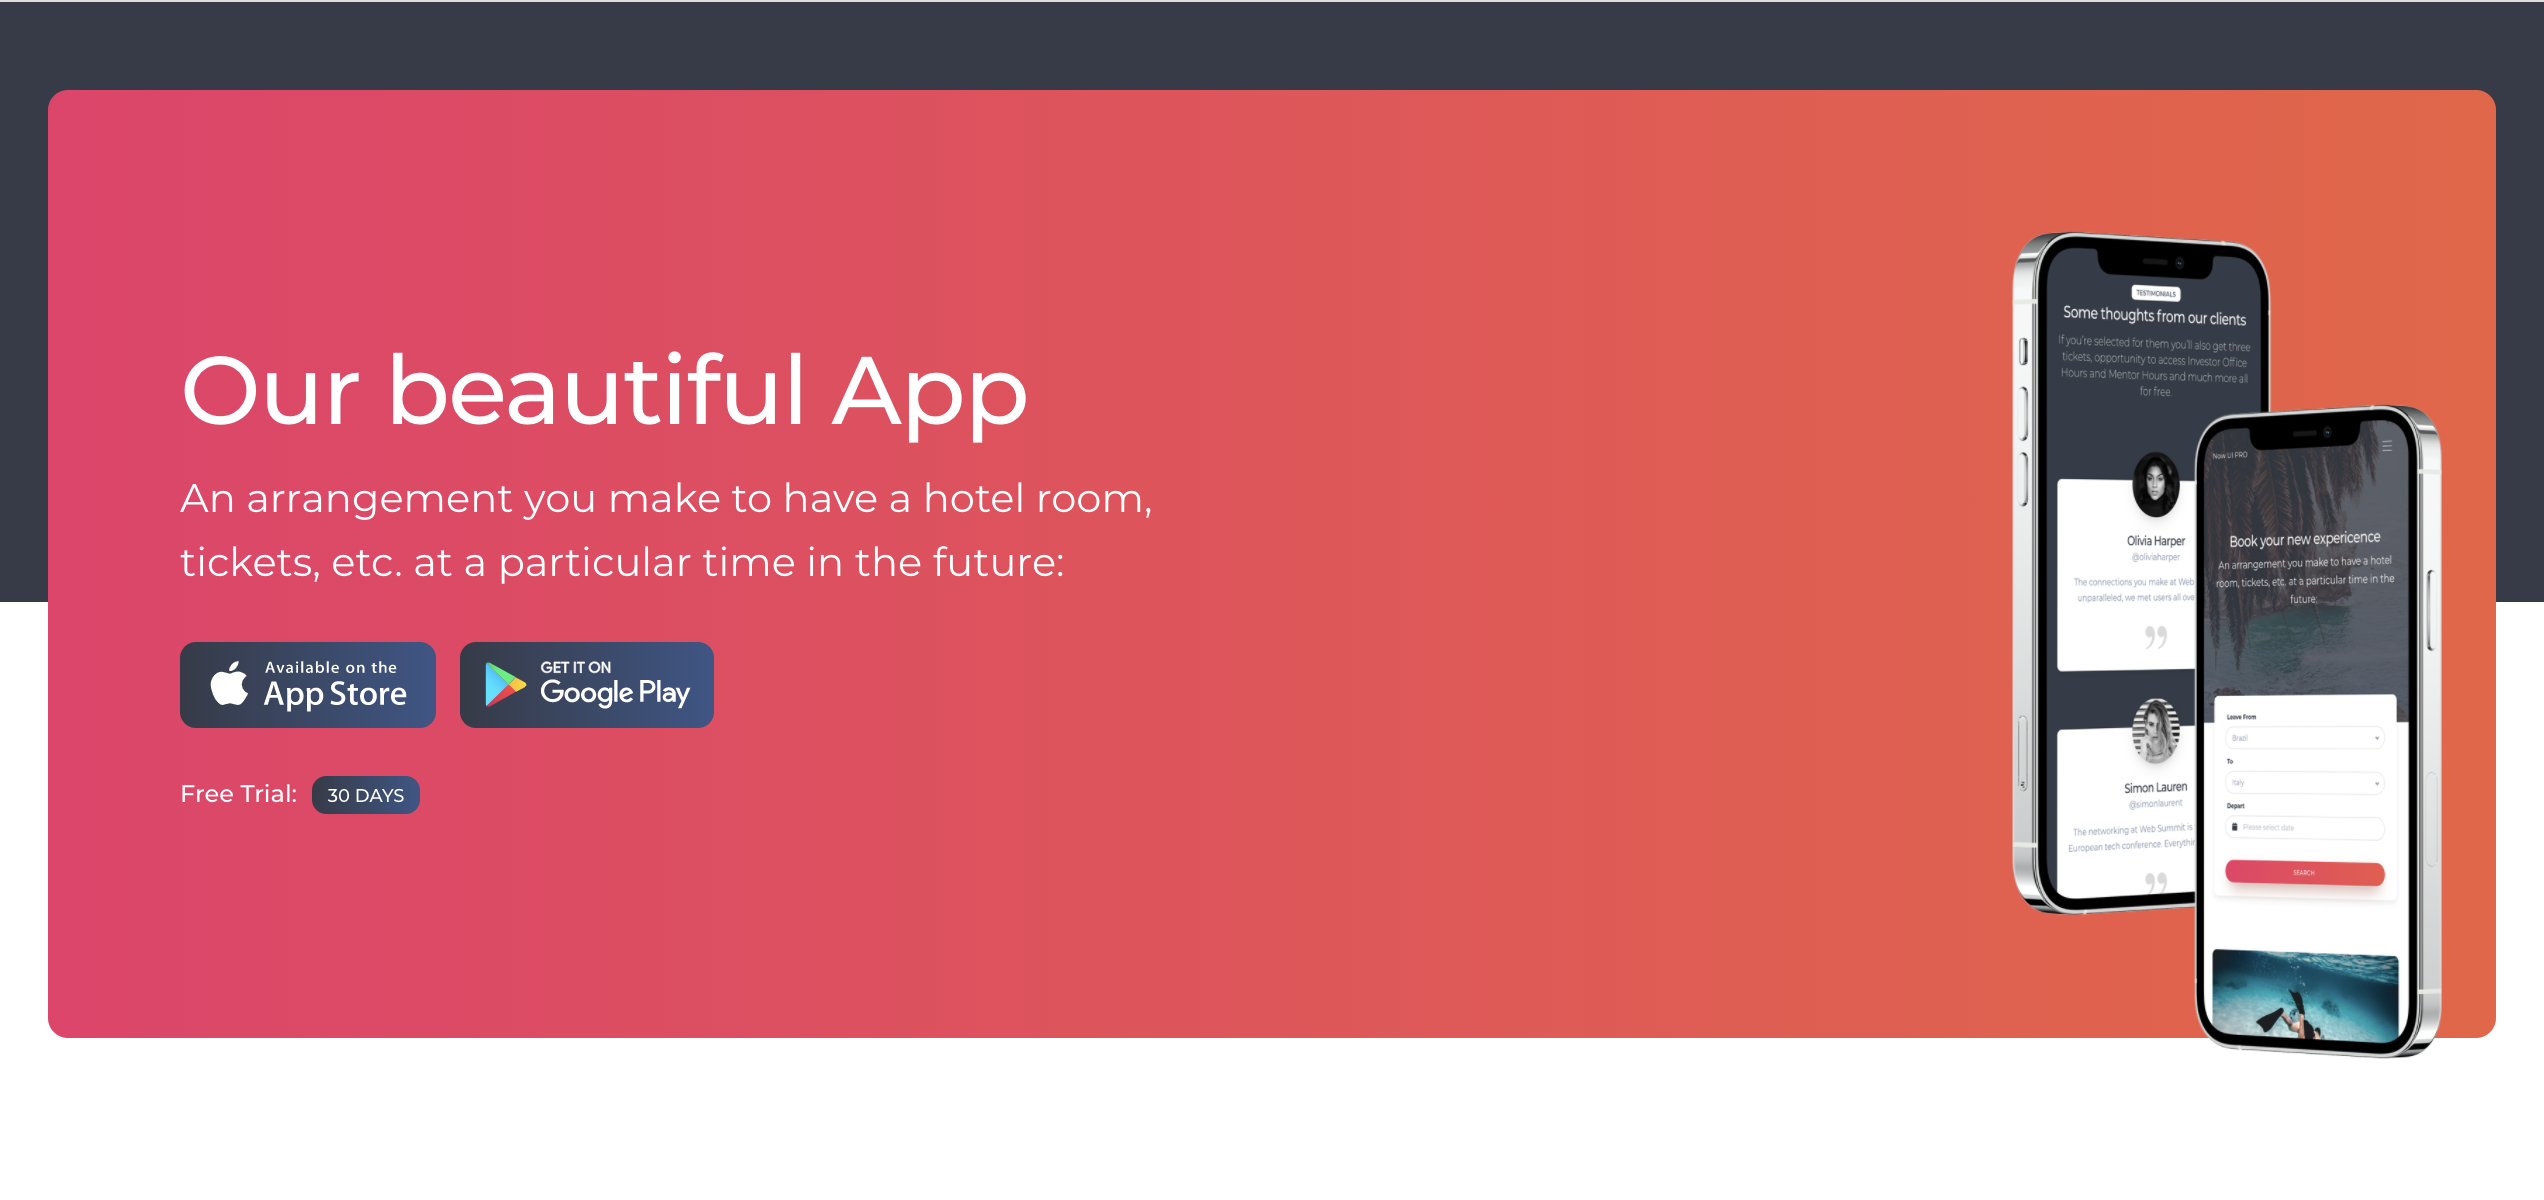 Our beautiful App
An arrangement you make to have a hotel room,
tickets, etc. at a particular time in the future:
Available on the
App Store
GET IT ON
Google Play
Free Trial: 30 DAYS
TESTIMONIALS
Some thoughts from our clients
If you're selected for them you'll also get three
tickets, opportunity to access Investor Office
Hours and Mentor Hours and much more all
for free.
Olivia Harper
@oliviaharper
The connections you make at Web
unparalleled, we met users all ove
Simon Lauren
@simonlaurent
The networking at Web Summit is
European tech conference. Everythin
Now UI PRO
Book your new expericence
An arrangement you make to have a hotel
room, tickets, etc. at a particular time in the
future:
Leave From
Brazil
To
Italy
Depart
Please select date
SEARCH